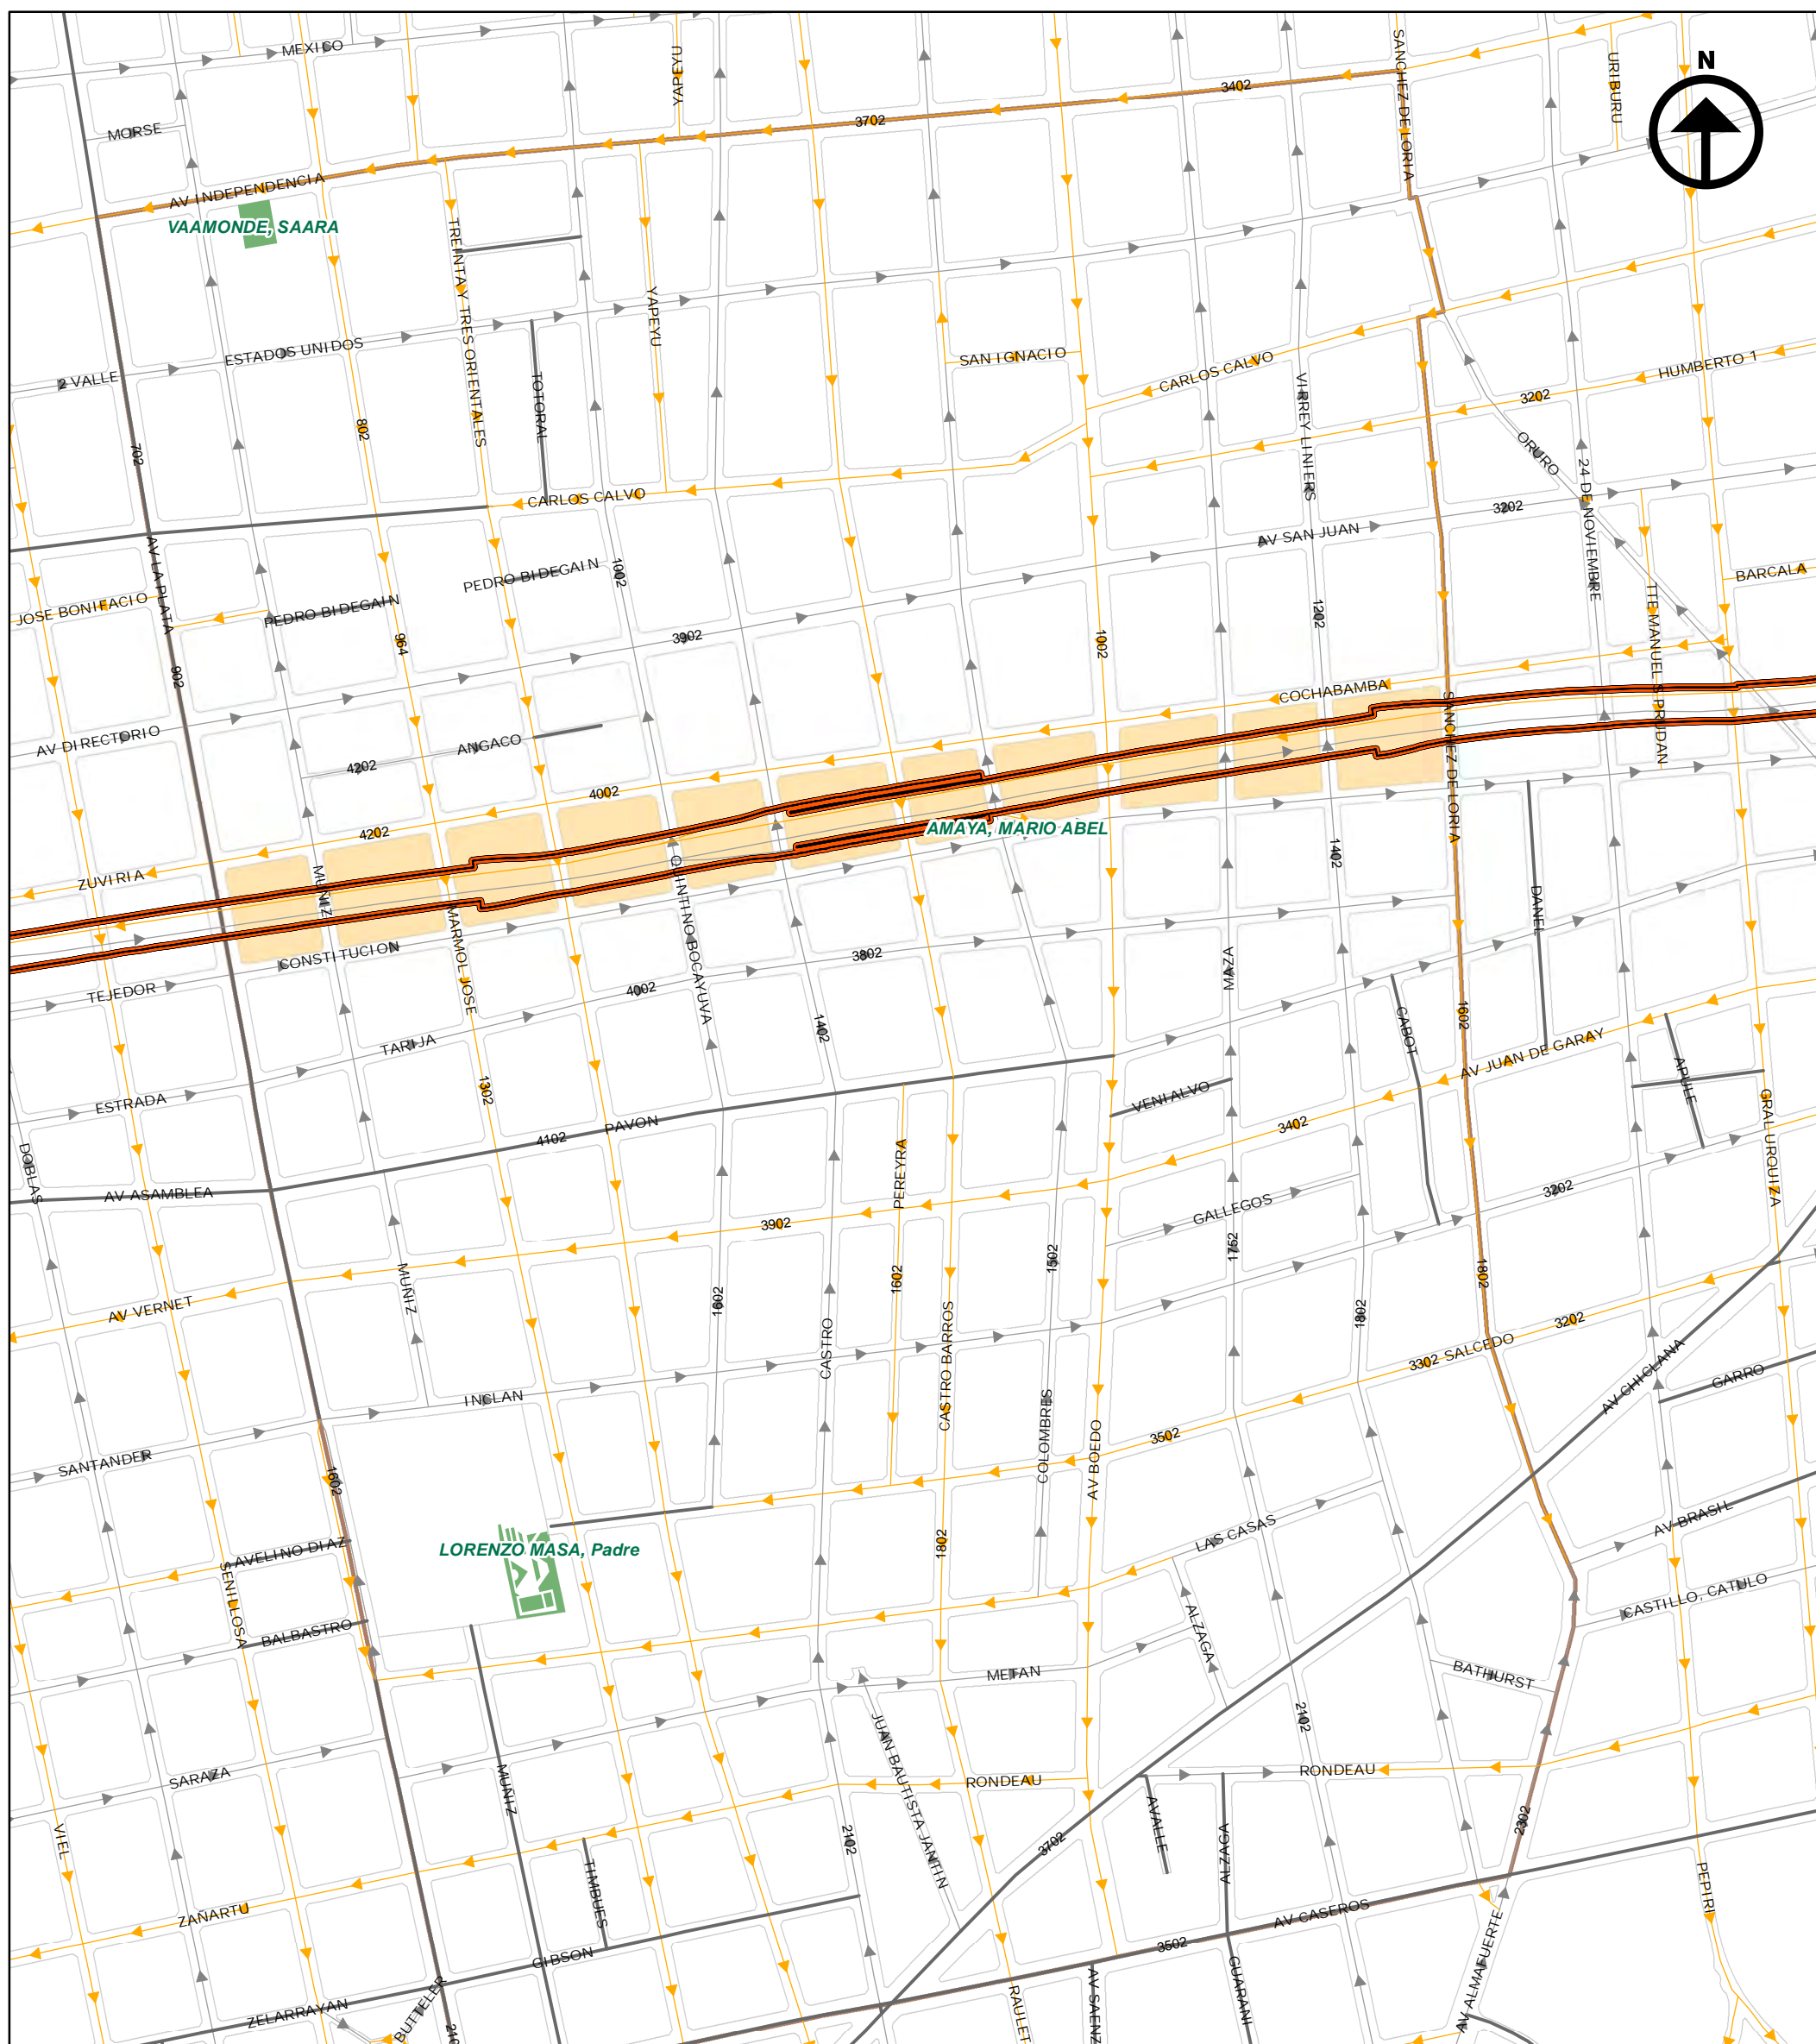 MEXICO
YAPEYU
SANCHEZ DE LORIA
URIBURU
N
3402
3702
MORSE
AV INDEPENDENCIA
VAAMONDE, SAARA
TREINTA Y TRES ORIENTALES
YAPEYU
ESTADOS UNIDOS
2 VALLE
TOTORAL
SAN IGNACIO
CARLOS CALVO
VIRREY LINIERS
HUMBERTO 1
3202
ORURO
24 DE NOVIEMBRE
702
802
CARLOS CALVO
3202
AV SAN JUAN
AV LA PLATA
PEDRO BIDEGAIN
1002
BARCALA
JOSE BONIFACIO
PEDRO BIDEGAIN
964
3902
1002
1202
902
COCHABAMBA
AV DIRECTORIO
ANGACO
4202
4002
SANCHEZ DE LORIA
4202
AMAYA, MARIO ABEL
ZUVIRIA
MUÑIZ
QUINTINO BOCAYUVA
1402
DANEL
MARMOL JOSE
CONSTITUCION
3802
MAZA
TEJEDOR
4002
1402
CABOT
1602
TARIJA
AV JUAN DE GARAY
APULE
1302
ESTRADA
VENIALVO
GRAL URQUIZA
PAVON
4102
3402
DOBLAS
PEREYRA
AV ASAMBLEA
3202
GALLEGOS
3902
1752
MUÑIZ
1602
1602
1502
1802
1802
AV VERNET
CASTRO
CASTRO BARROS
3202
3302 SALCEDO
AV CHICLANA
GARRO
INCLAN
COLOMBRES
AV BOEDO
3502
SANTANDER
1602
AV BRASIL
LAS CASAS
1802
AVELINO DIAZ
LORENZO MASA, Padre
SENILLOSA
CASTILLO, CATULO
BALBASTRO
ALZAGA
METAN
BATHURST
2102
JUAN BAUTISTA JANTIN
SARAZA
MUÑIZ
RONDEAU
RONDEAU
VIEL
2102
3702
AVALLE
ALZAGA
2302
TIMBUES
PEPIRI
ZAÑARTU
AV CASEROS
3502
AV ALMAFUERTE
GIBSON
GUARANI
AV SAENZ
RAULET
ZELARRAYAN
BUTTELER